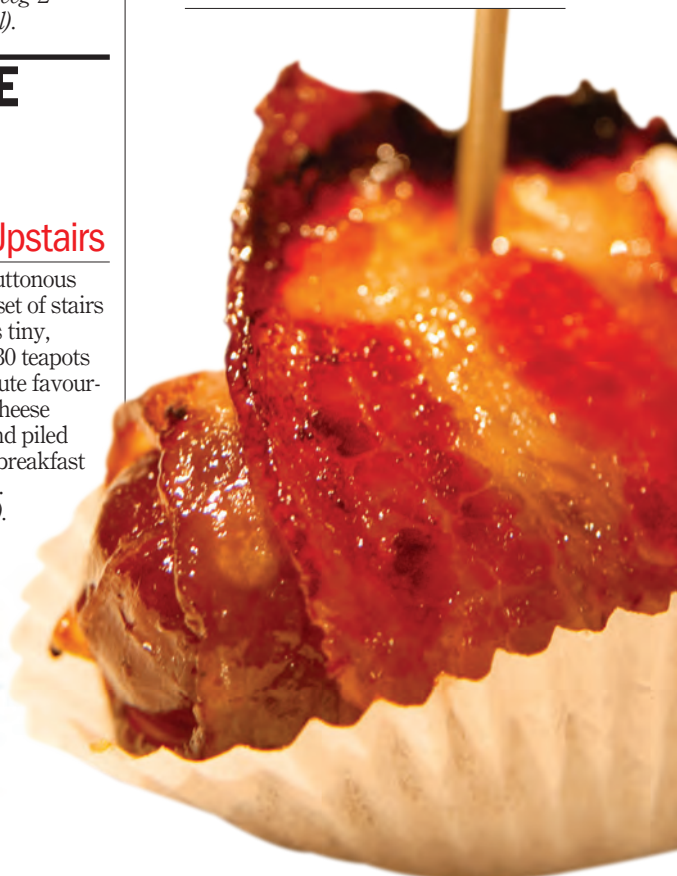 l).
E
Upstairs
uttonous
set of stairs
s tiny,
30 teapots
ute favour-
heese
nd piled
breakfast
).